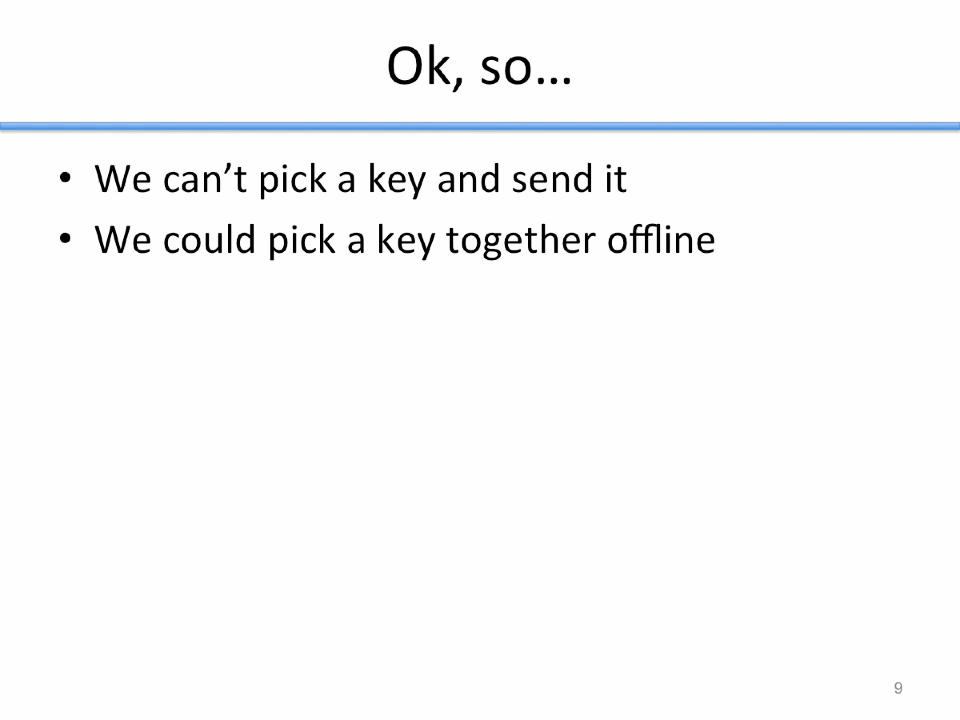 Ok, so…
• We can’t pick a key and send it
• We could pick a key together offline
9